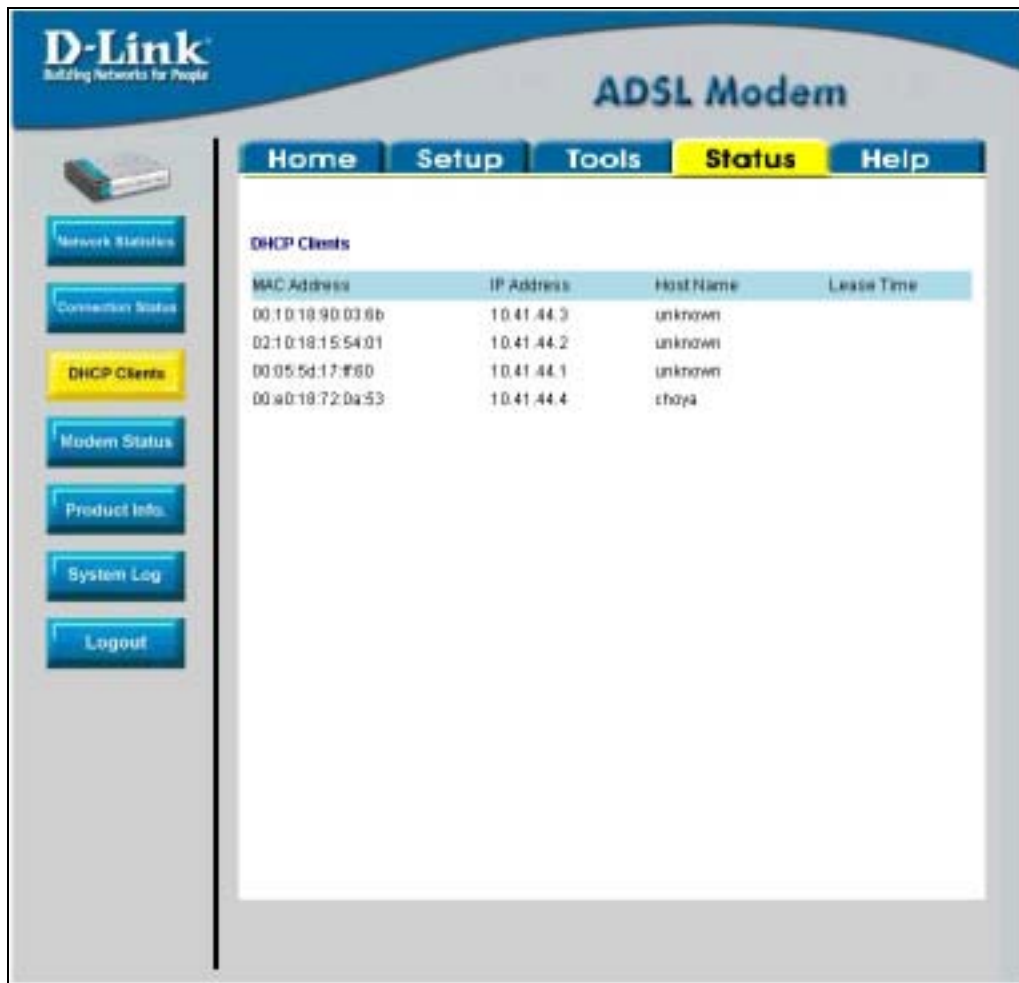 D-Link
Building Networks for People
ADSL Modem
Home Setup Tools Status Help
Network Statistics
Connection Status
DHCP Clients
Modem Status
Product Info.
System Log
Logout
DHCP Clients
MAC Address IP Address Host Name Lease Time
00:10:18:90:03:6b 10.41.44.3 unknown
02:10:18:15:54:01 10.41.44.2 unknown
00:05:5d:17:ff:60 10.41.44.1 unknown
00:a0:18:72:0a:53 10.41.44.4 choya